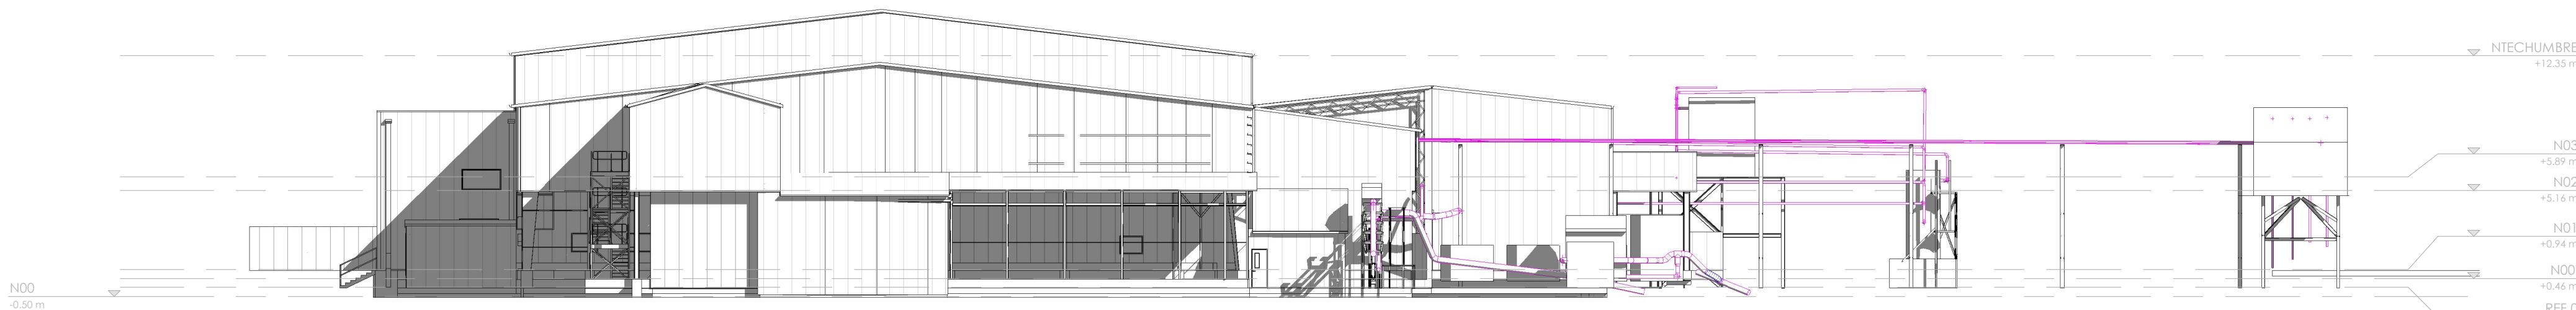 NTECHUMBRE
+12.35 m
N03
+5.89 m
N02
+5.16 m
N01
+0.94 m
N00
+0.46 m
N00
-0.50 m